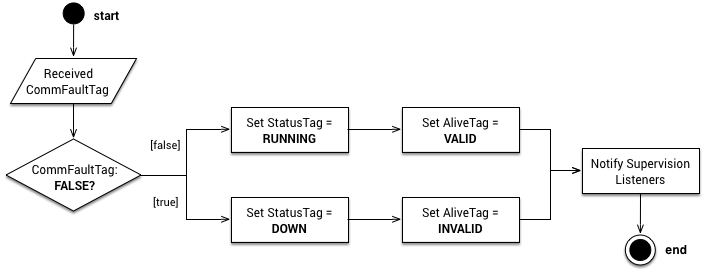 start
Received
CommFaultTag
CommFaultTag:
FALSE?
[false]
[true]
Set StatusTag =
RUNNING
Set AliveTag =
VALID
Set StatusTag =
DOWN
Set AliveTag =
INVALID
Notify Supervision
Listeners
end